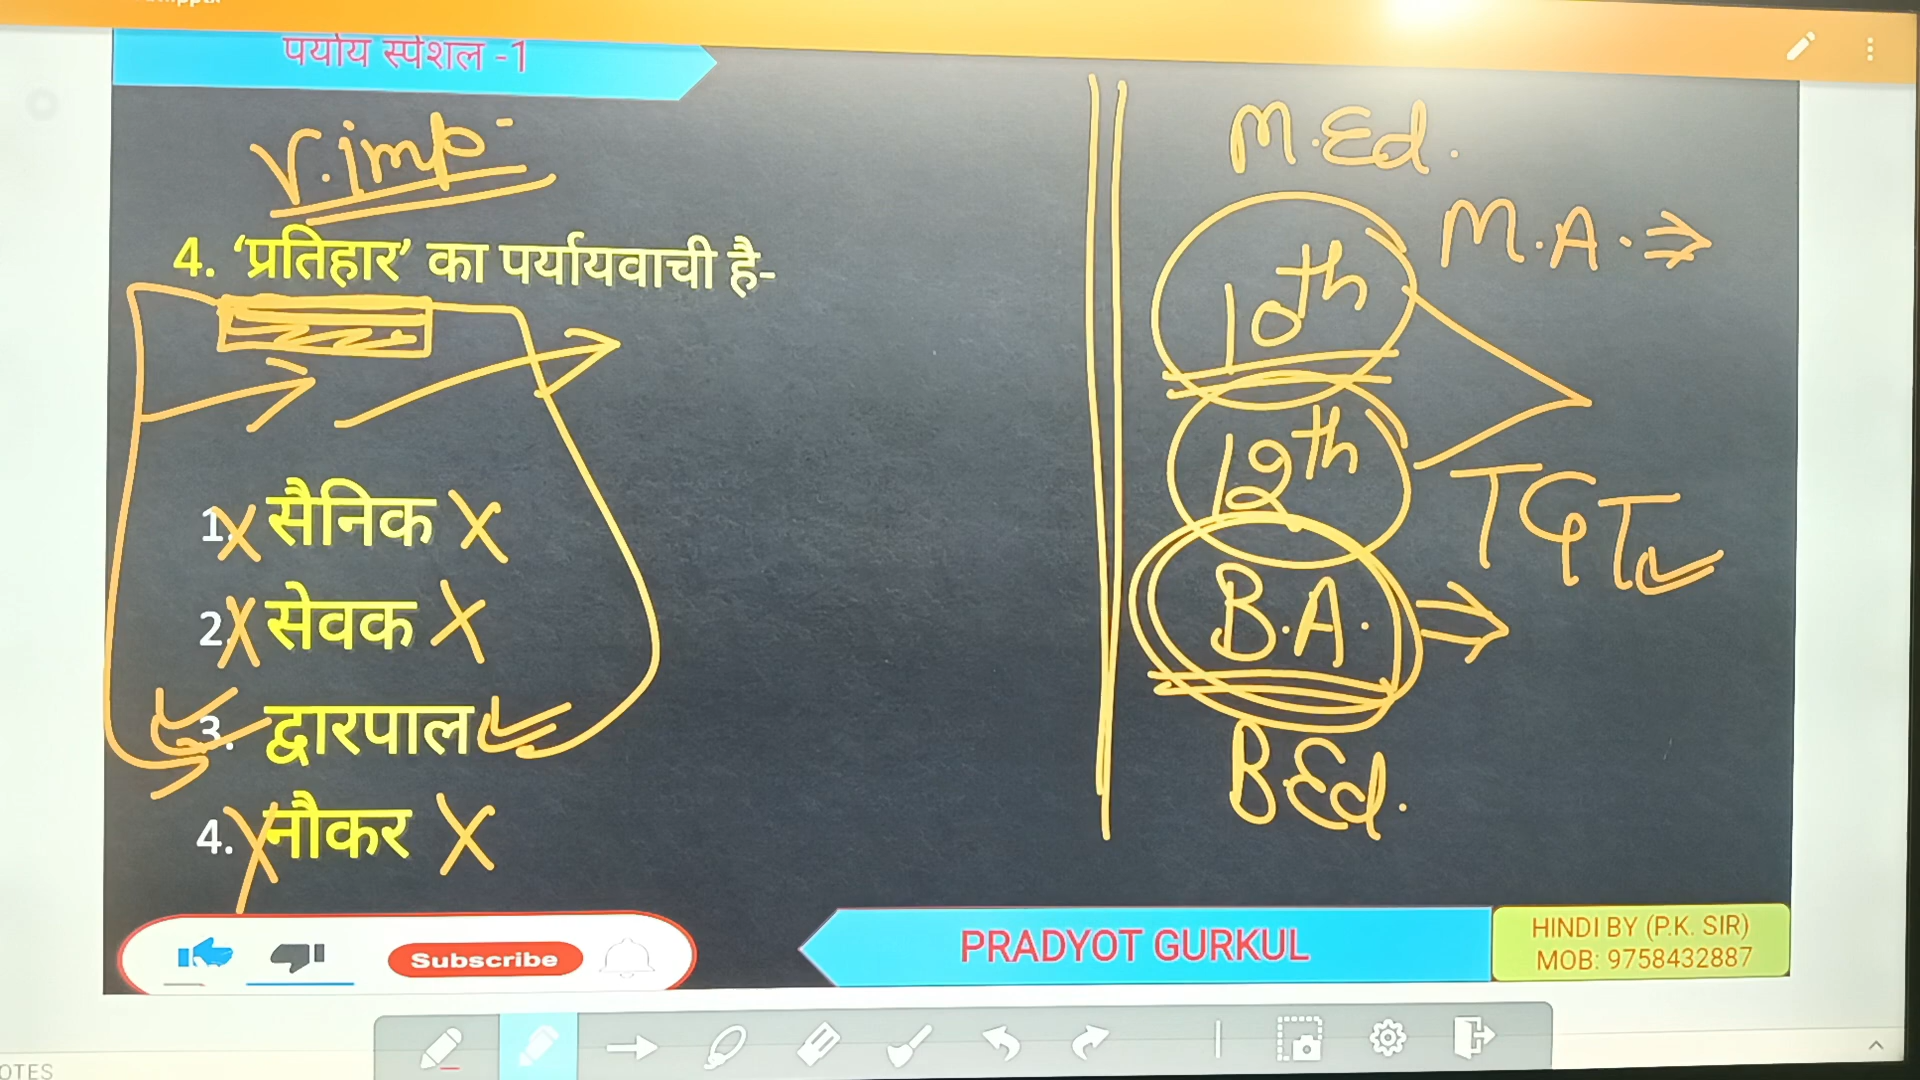 पर्याय स्पेशल -1
V.imp-
4. ‘प्रतिहार’ का पर्यायवाची है-
1. सैनिक
2. सेवक
3. द्वारपाल
4. नौकर
M.Ed.
M.A.
10th
12th
TGT
B.A.
BEd.
Subscribe
PRADYOT GURKUL
HINDI BY (P.K. SIR)
MOB: 9758432887
OTES